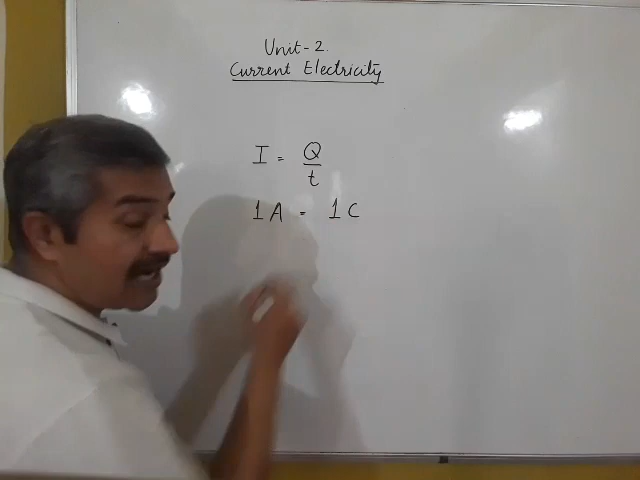 Unit-2.
Current Electricity
I = Q/t
1A = 1C